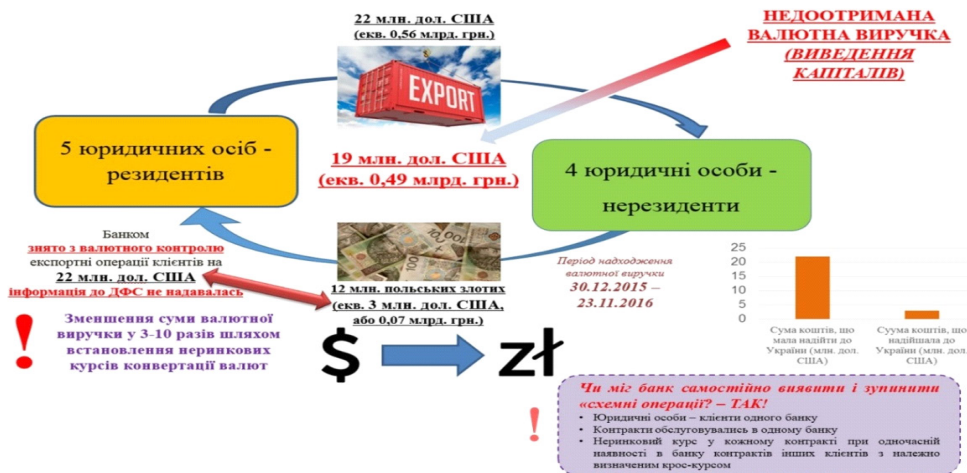 22 млн. дол. США
(екв. 0,56 млрд. грн.)
НЕДООТРИМАНА
ВАЛЮТНА ВИРУЧКА
(ВИВЕДЕННЯ
КАПІТАЛІВ)
EXPORT
5 юридичних осіб -
резидентів
19 млн. дол. США
(екв. 0,49 млрд. грн.)
4 юридичні особи -
нерезиденти
Банком
знято з валютного контролю
експортні операції клієнтів на
22 млн. дол. США
інформація до ДФС не надавалась
100
12 млн. польських злотих
(екв. 3 млн. дол. США,
або 0,07 млрд. грн.)
Період надходження
валютної виручки
30.12.2015 –
23.11.2016
25
20
15
10
5
0
Сума коштів, що
мала надійти до
України (млн. дол.
США)
Суума коштів, що
надійшала до
України (млн. дол.
США)
! Зменшення суми валютної
виручки у 3-10 разів шляхом
встановлення неринкових
курсів конвертації валют
$ zł
! Чи міг банк самостійно виявити і зупинити
«схемні операції? – ТАК!
• Юридичні особи – клієнти одного банку
• Контракти обслуговувались в одному банку
• Неринковий курс у кожному контракті при одночасній
наявності в банку контрактів інших клієнтів з належно
визначеним крос-курсом